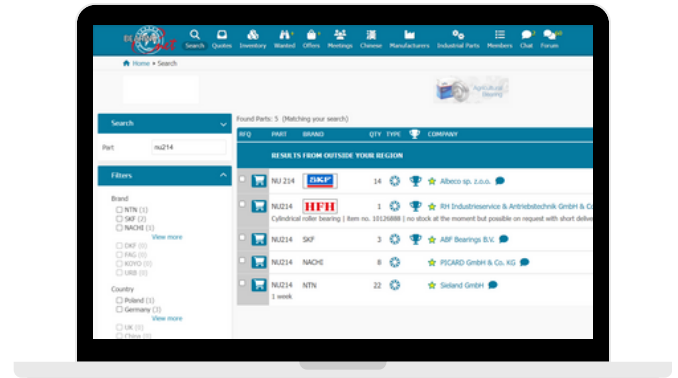 net
Search
Quotes
Inventory
Wanted
Offers
Meetings
Chinese
Manufacturers
Industrial Parts
Members
Chat
Forum
Home • Search
Agricultural
Bearing
Search
Part
nu214
Filters
Brand
NTN (1)
SKF (2)
NACHI (1)
View more
DKF (0)
FAG (0)
KOYO (0)
URB (0)
Country
Poland (1)
Germany (3)
View more
UK (0)
China (0)
Found Parts: 5 (Matching your search)
RFQ PART BRAND QTY TYPE COMPANY
RESULTS FROM OUTSIDE YOUR REGION
NU 214 SKF 14 Albeco sp. z.o.o.
NU214 HFH 1 RH Industrieservice & Antriebstechnik GmbH & Co
Cylindrical roller bearing | item no. 10126888 | no stock at the moment but possible on request with short delive
NU214 SKF 3 ABF Bearings B.V.
NU214 NACHI 8 PICARD GmbH & Co. KG
NU214 NTN 22 Sieland GmbH
1 week